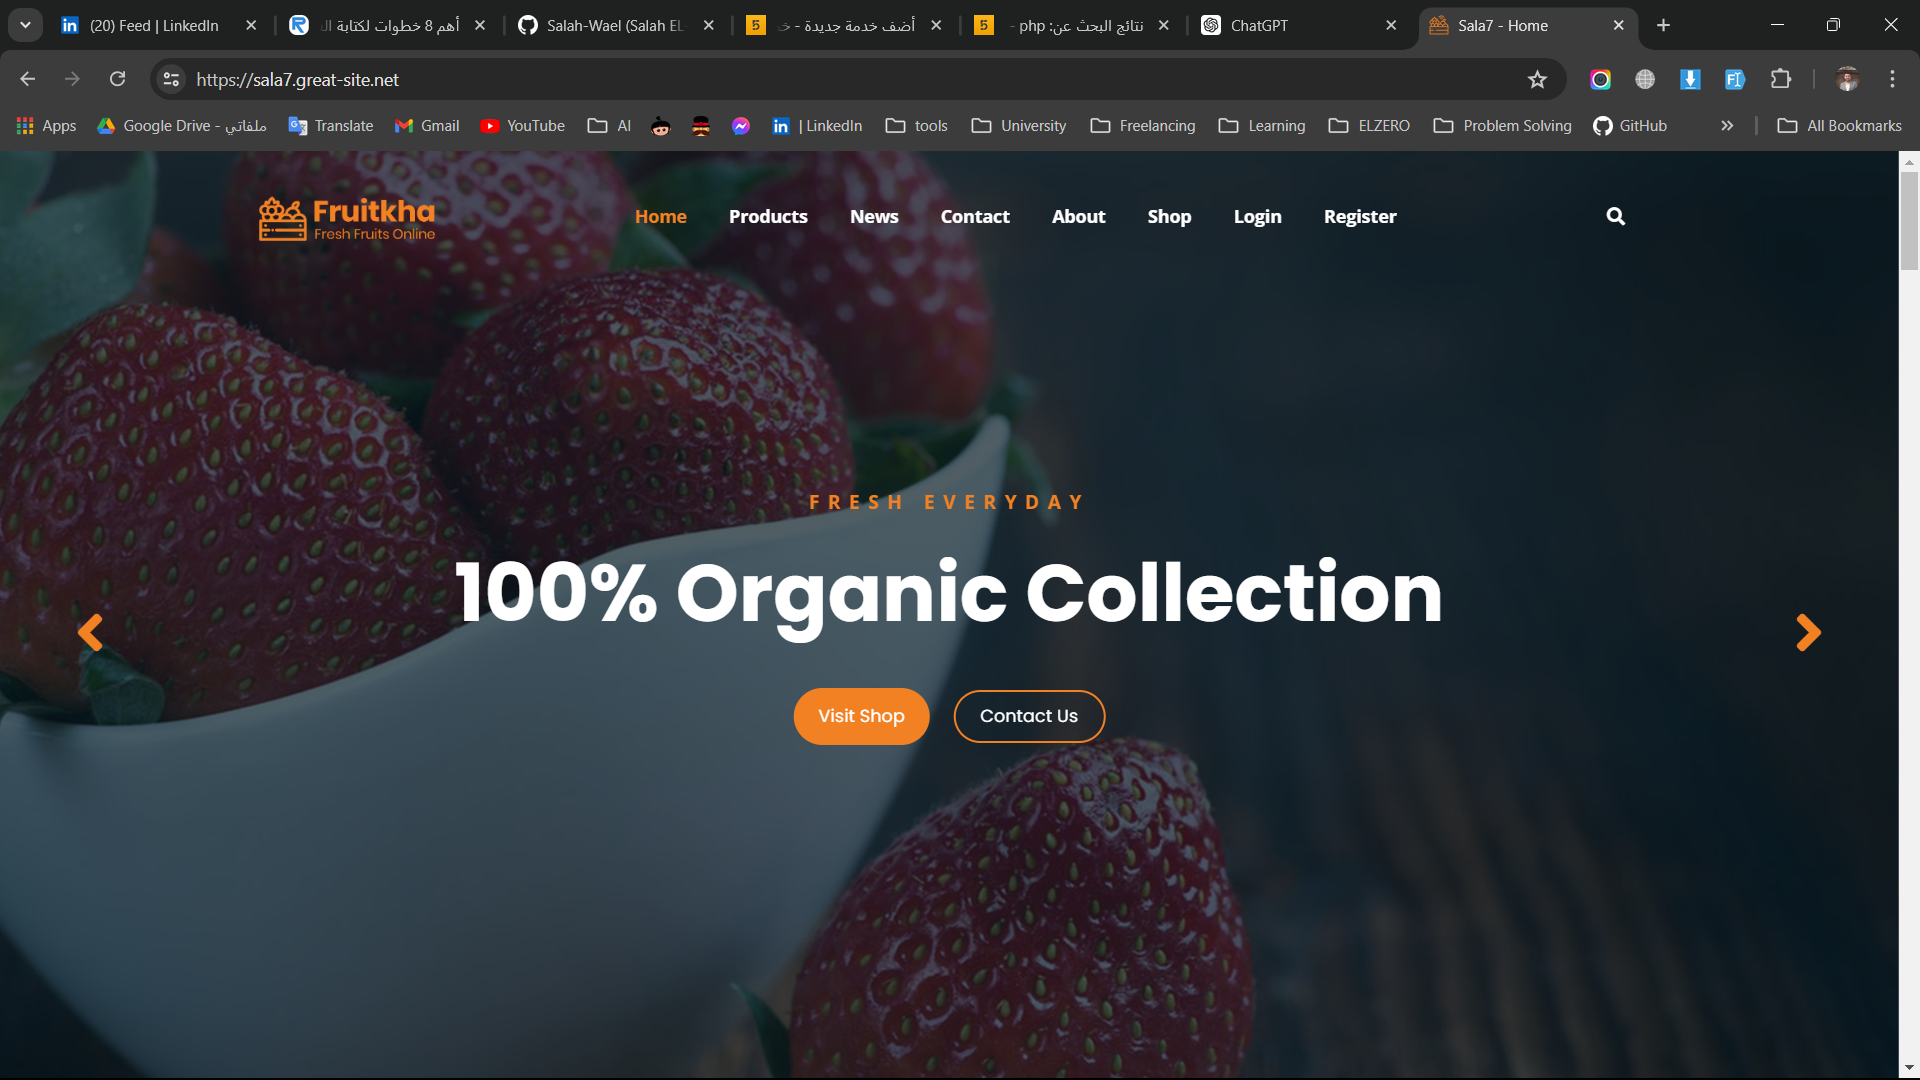 (20) Feed | LinkedIn
أهم 8 خطوات لكتابة
Salah-Wael (Salah EL
أضف خدمة جديدة -
نتائج البحث عن: php -
ChatGPT
Sala7 - Home
https://sala7.great-site.net
Apps
Google Drive - ملفاتي
Translate
Gmail
YouTube
AI
| LinkedIn
tools
University
Freelancing
Learning
ELZERO
Problem Solving
GitHub
All Bookmarks
Fruitkha
Fresh Fruits Online
Home Products News Contact About Shop Login Register
FRESH EVERYDAY
100% Organic Collection
Visit Shop
Contact Us